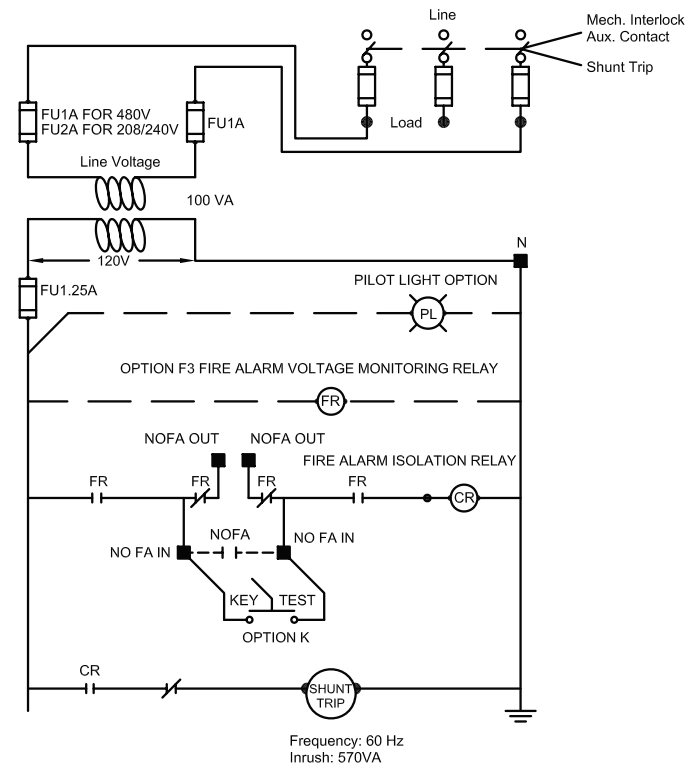 Line
Mech. Interlock
Aux. Contact
Shunt Trip
FU1A FOR 480V
FU2A FOR 208/240V
FU1A
Load
Line Voltage
100 VA
120V
N
FU1.25A
PILOT LIGHT OPTION
PL
OPTION F3 FIRE ALARM VOLTAGE MONITORING RELAY
FR
NOFA OUT
NOFA OUT
FIRE ALARM ISOLATION RELAY
FR
FR
FR
FR
CR
NO FA IN
NOFA
NO FA IN
KEY
TEST
OPTION K
CR
SHUNT
TRIP
Frequency: 60 Hz
Inrush: 570VA